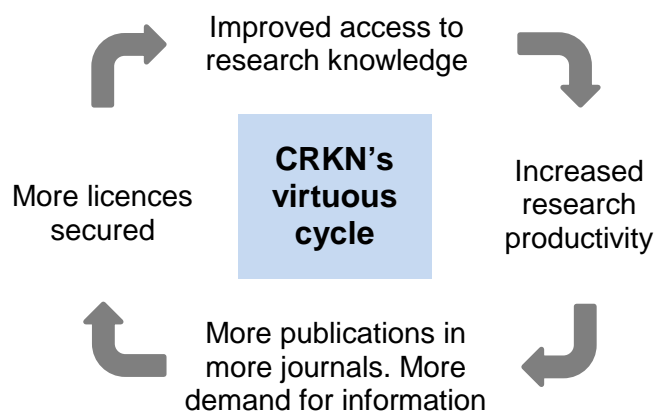 Improved access to
research knowledge
CRKN's
virtuous
cycle
Increased
research
productivity
More licences
secured
More publications in
more journals. More
demand for information